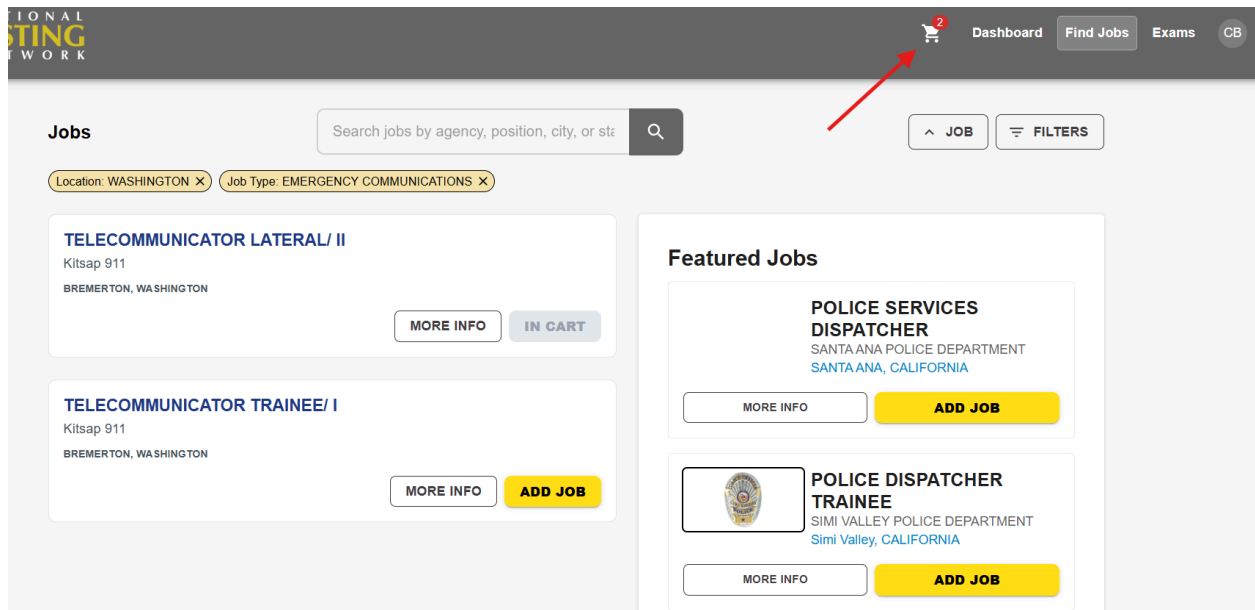 TIONAL
STING
TWORK
2
Dashboard
Find Jobs
Exams
CB
Jobs
Search jobs by agency, position, city, or sta
JOB
FILTERS
Location: WASHINGTON
Job Type: EMERGENCY COMMUNICATIONS
TELECOMMUNICATOR LATERAL/ II
Kitsap 911
BREMERTON, WASHINGTON
MORE INFO
IN CART
TELECOMMUNICATOR TRAINEE/ I
Kitsap 911
BREMERTON, WASHINGTON
MORE INFO
ADD JOB
Featured Jobs
POLICE SERVICES
DISPATCHER
SANTA ANA POLICE DEPARTMENT
SANTA ANA, CALIFORNIA
MORE INFO
ADD JOB
POLICE DISPATCHER
TRAINEE
SIMI VALLEY POLICE DEPARTMENT
Simi Valley, CALIFORNIA
MORE INFO
ADD JOB